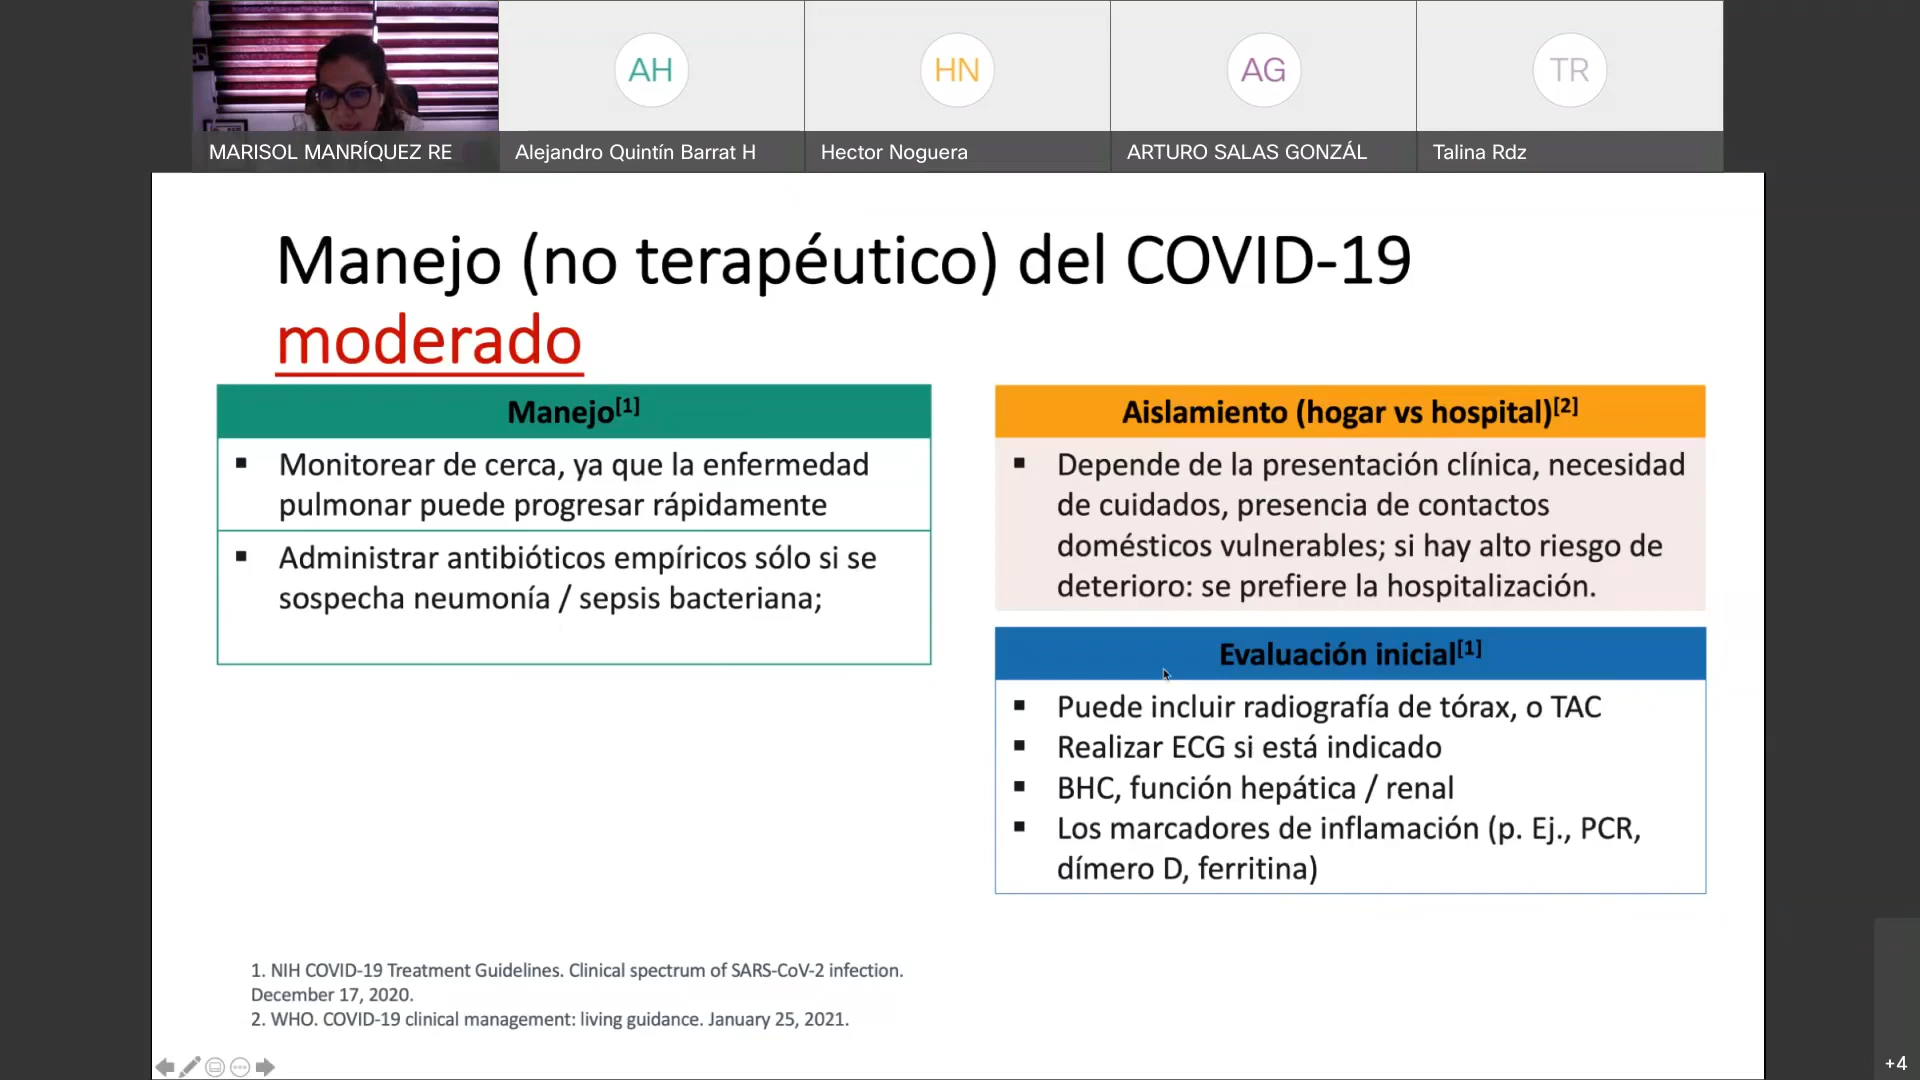 AH
HN
AG
TR
MARISOL MANRÍQUEZ RE
Alejandro Quintín Barrat H
Hector Noguera
ARTURO SALAS GONZÁL
Talina Rdz
Manejo (no terapéutico) del COVID-19
moderado
Manejo[1]
▪ Monitorear de cerca, ya que la enfermedad
pulmonar puede progresar rápidamente
▪ Administrar antibióticos empíricos sólo si se
sospecha neumonía / sepsis bacteriana;
Aislamiento (hogar vs hospital)[2]
▪ Depende de la presentación clínica, necesidad
de cuidados, presencia de contactos
domésticos vulnerables; si hay alto riesgo de
deterioro: se prefiere la hospitalización.
Evaluación inicial[1]
▪ Puede incluir radiografía de tórax, o TAC
▪ Realizar ECG si está indicado
▪ BHC, función hepática / renal
▪ Los marcadores de inflamación (p. Ej., PCR,
dímero D, ferritina)
1. NIH COVID-19 Treatment Guidelines. Clinical spectrum of SARS-CoV-2 infection.
December 17, 2020.
2. WHO. COVID-19 clinical management: living guidance. January 25, 2021.
+4